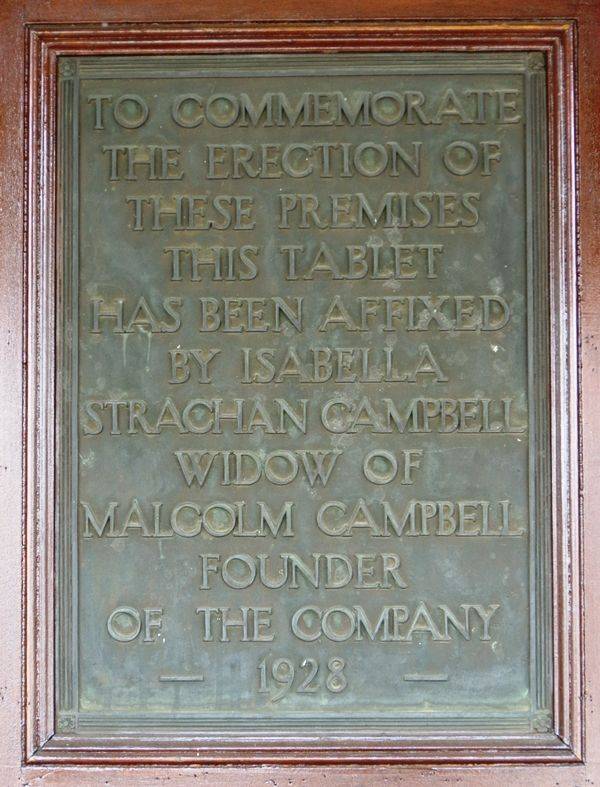 TO COMMEMORATE
THE ERECTION OF
THESE PREMISES
THIS TABLET
HAS BEEN AFFIXED
BY ISABELLA
STRACHAN CAMPBELL
WIDOW OF
MALCOLM CAMPBELL
FOUNDER
OF THE COMPANY
— 1928 —